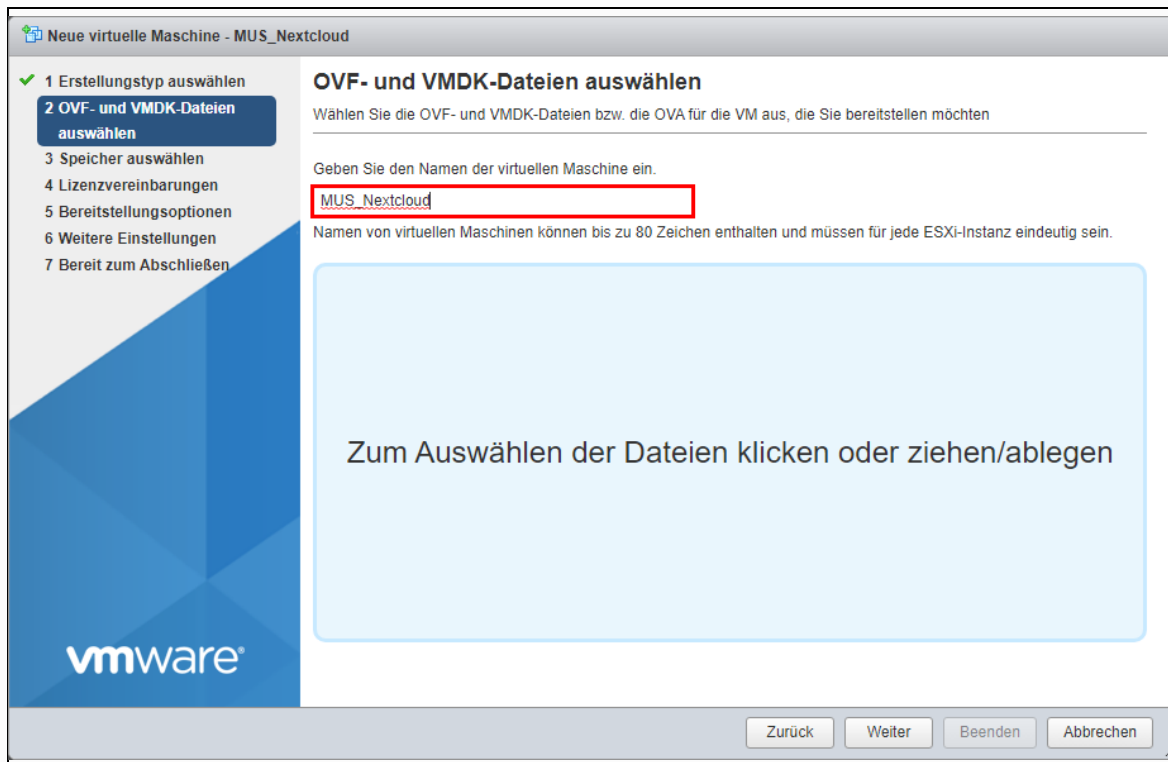 Neue virtuelle Maschine - MUS_Nextcloud
1 Erstellungstyp auswählen
2 OVF- und VMDK-Dateien
auswählen
3 Speicher auswählen
4 Lizenzvereinbarungen
5 Bereitstellungsoptionen
6 Weitere Einstellungen
7 Bereit zum Abschließen
OVF- und VMDK-Dateien auswählen
Wählen Sie die OVF- und VMDK-Dateien bzw. die OVA für die VM aus, die Sie bereitstellen möchten
Geben Sie den Namen der virtuellen Maschine ein.
MUS_Nextcloud
Namen von virtuellen Maschinen können bis zu 80 Zeichen enthalten und müssen für jede ESXi-Instanz eindeutig sein.
Zum Auswählen der Dateien klicken oder ziehen/ablegen
vmware®
Zurück
Weiter
Beenden
Abbrechen